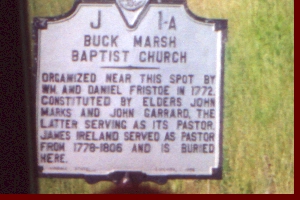 J 1-A
BUCK MARSH
BAPTIST CHURCH
ORGANIZED NEAR THIS SPOT BY
WM. AND DANIEL FRISTOE IN 1772.
CONSTITUTED BY ELDERS JOHN
MARKS AND JOHN GARRARD, THE
LATTER SERVING AS ITS PASTOR.
JAMES IRELAND SERVED AS PASTOR
FROM 1778-1806 AND IS BURIED
HERE.